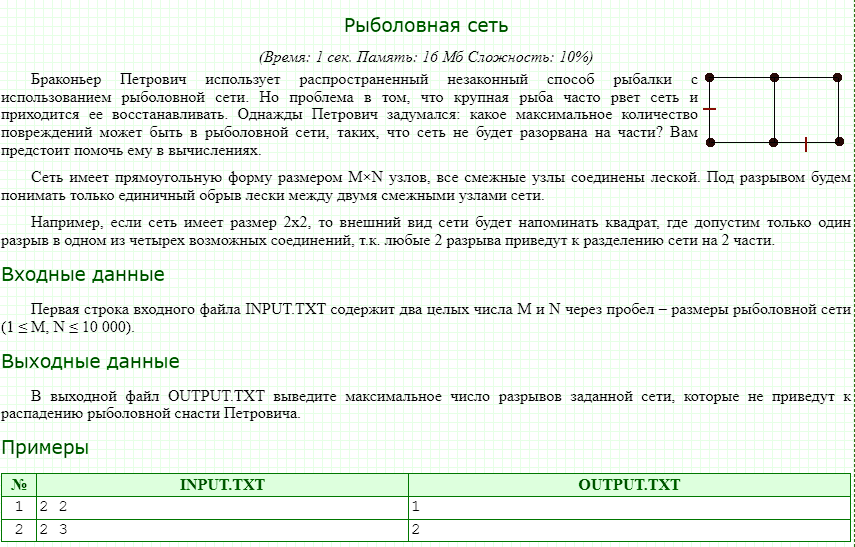 Рыболовная сеть
(Время: 1 сек. Память: 16 Мб Сложность: 10%)
Браконьер Петрович использует распространенный незаконный способ рыбалки с
использованием рыболовной сети. Но проблема в том, что крупная рыба часто рвет сеть и
приходится ее восстанавливать. Однажды Петрович задумался: какое максимальное количество
повреждений может быть в рыболовной сети, таких, что сеть не будет разорвана на части? Вам
предстоит помочь ему в вычислениях.
Сеть имеет прямоугольную форму размером M×N узлов, все смежные узлы соединены леской. Под разрывом будем
понимать только единичный обрыв лески между двумя смежными узлами сети.
Например, если сеть имеет размер 2x2, то внешний вид сети будет напоминать квадрат, где допустим только один
разрыв в одном из четырех возможных соединений, т.к. любые 2 разрыва приведут к разделению сети на 2 части.
Входные данные
Первая строка входного файла INPUT.TXT содержит два целых числа M и N через пробел – размеры рыболовной сети
(1 ≤ M, N ≤ 10 000).
Выходные данные
В выходной файл OUTPUT.TXT выведите максимальное число разрывов заданной сети, которые не приведут к
распадению рыболовной снасти Петровича.
Примеры
№ INPUT.TXT OUTPUT.TXT
1 2 2 1
2 2 3 2